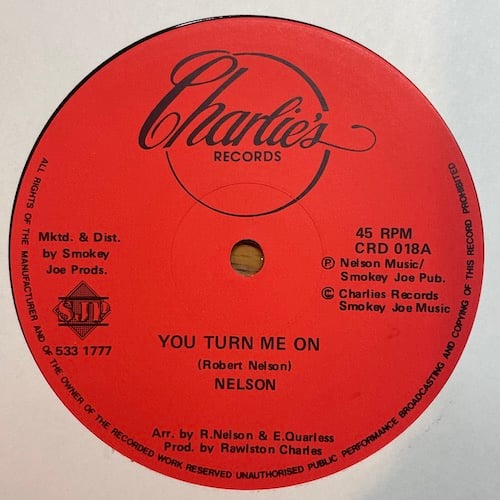 Charlie's
RECORDS
Mktd. & Dist.
by Smokey
Joe Prods.
SJP
533 1777
45 RPM
CRD 018A
Ⓟ Nelson Music/
Smokey Joe Pub.
© Charlies Records
Smokey Joe Music
YOU TURN ME ON
(Robert Nelson)
NELSON
Arr. by R.Nelson & E.Quarless
Prod. by Rawlston Charles
ALL RIGHTS OF THE MANUFACTURER AND OF THE OWNER OF THE RECORDED WORK RESERVED UNAUTHORISED PUBLIC PERFORMANCE BROADCASTING AND COPYING OF THIS RECORD PROHIBITED